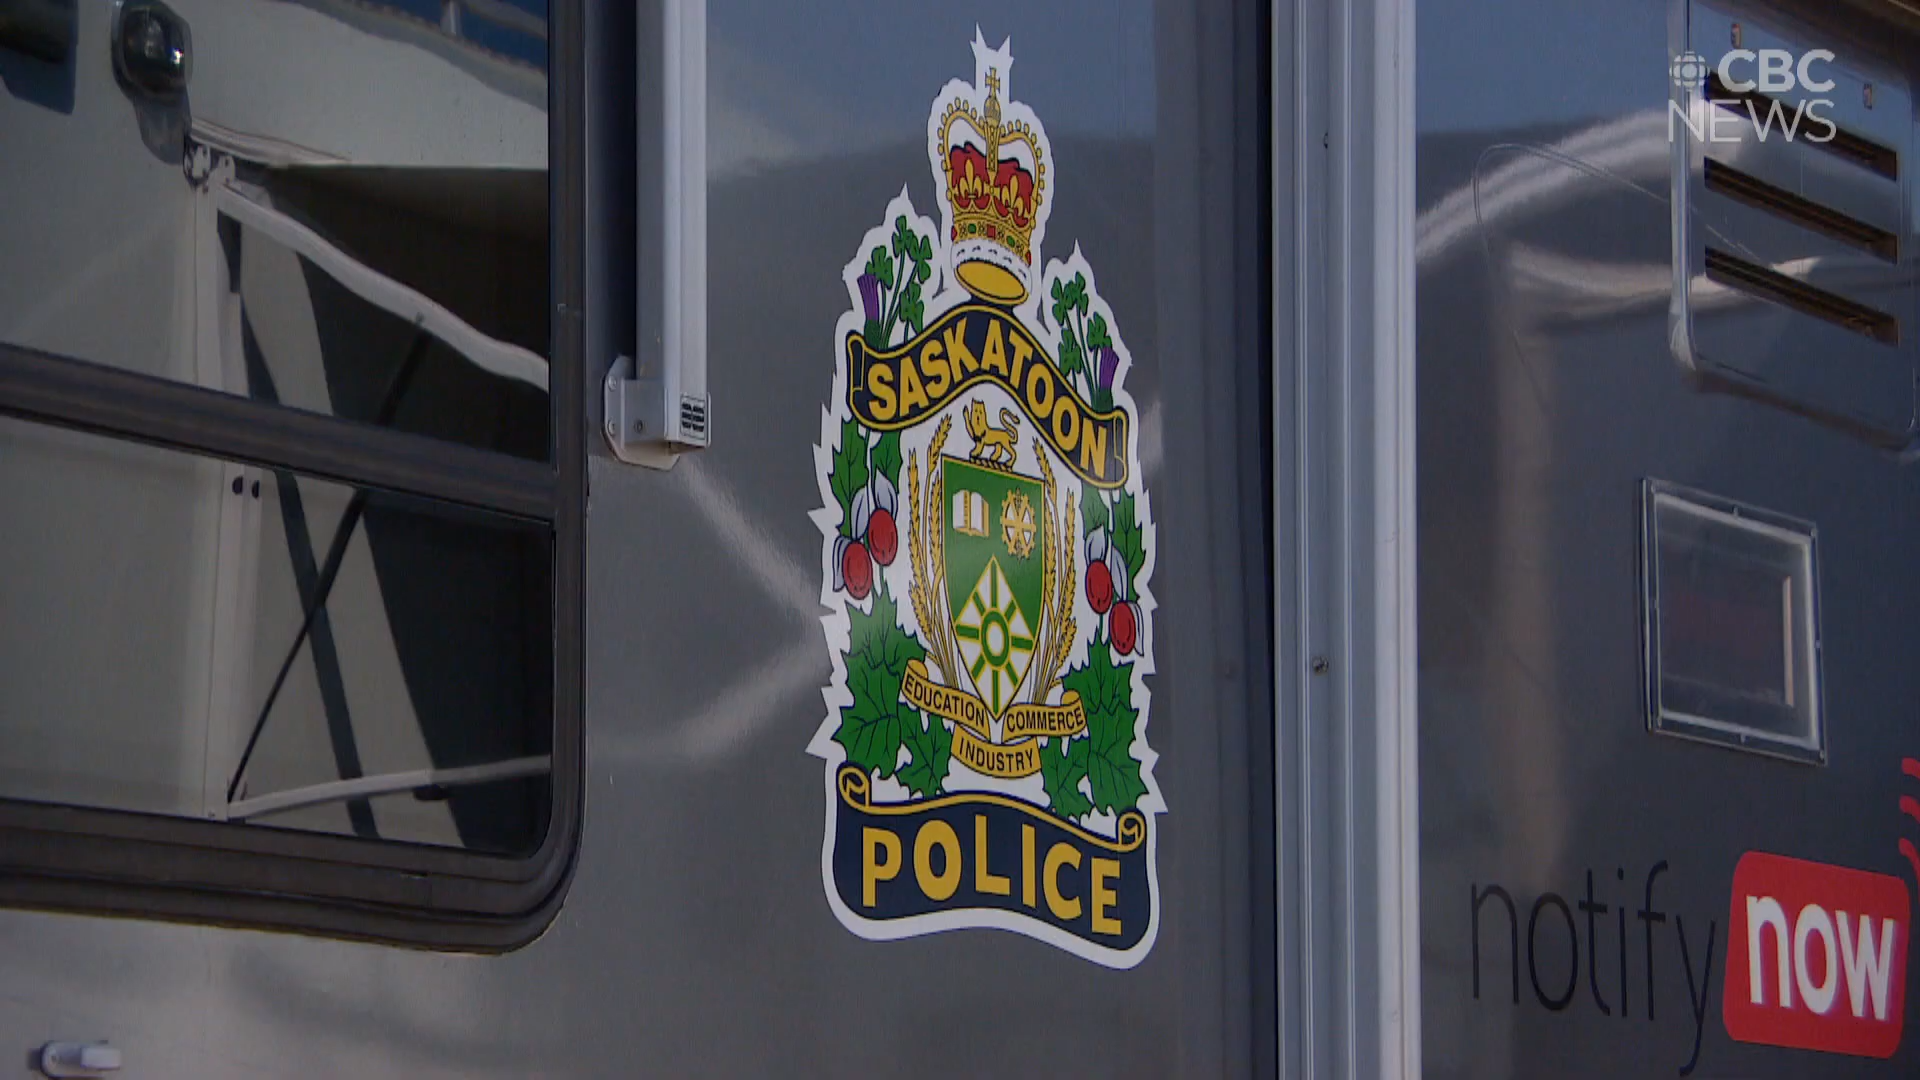 CBC
NEWS
SASKATOON
EDUCATION
COMMERCE
INDUSTRY
POLICE
notify now